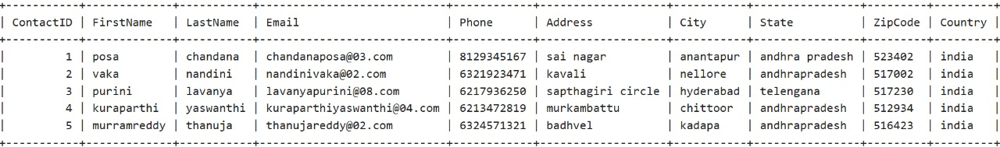 ContactID | FirstName | LastName | Email | Phone | Address | City | State | ZipCode | Country
1 | posa | chandana | chandanaposa@03.com | 8129345167 | sai nagar | anantapur | andhra pradesh | 523402 | india
2 | vaka | nandini | nandinivaka@02.com | 6321923471 | kavali | nellore | andhrapradesh | 517002 | india
3 | purini | lavanya | lavanyapurini@08.com | 6217936250 | sapthagiri circle | hyderabad | telengana | 517230 | india
4 | kuraparthi | yaswanthi | kuraparthiyaswanthi@04.com | 6213472819 | murkambattu | chittoor | andhrapradesh | 512934 | india
5 | murramreddy | thanuja | thanujareddy@02.com | 6324571321 | badhvel | kadapa | andhrapradesh | 516423 | india